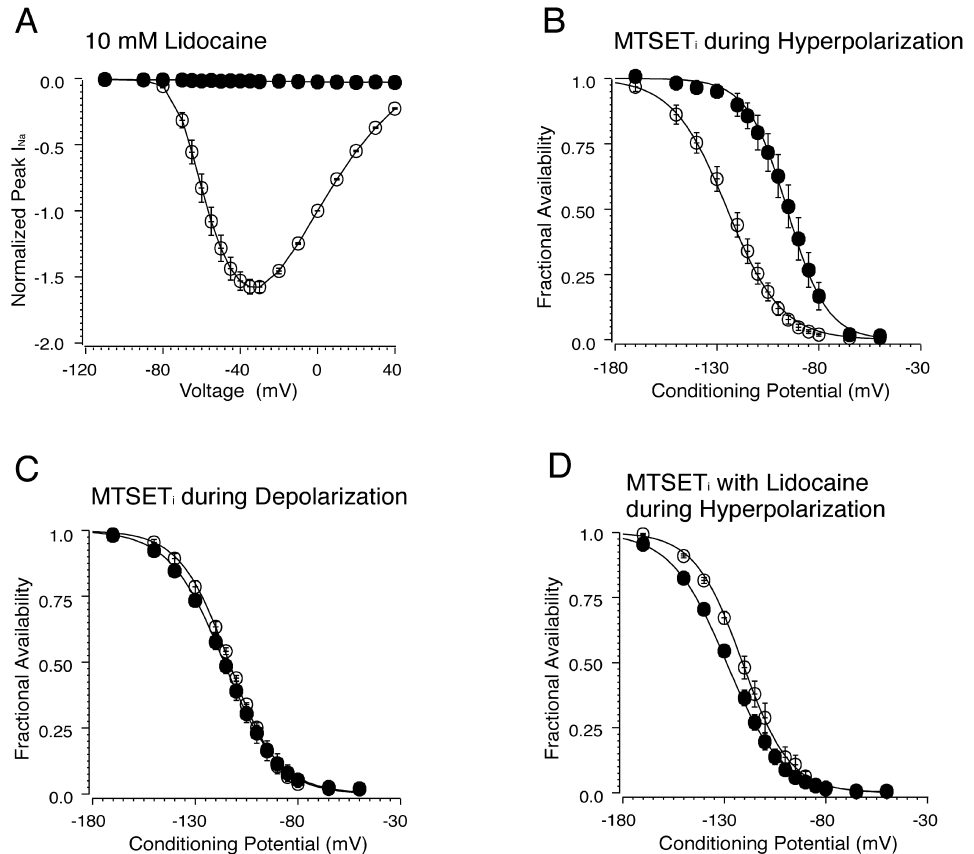 A
10 mM Lidocaine
Normalized Peak INa
0.0
-0.5
-1.0
-1.5
-2.0
-120
-80
-40
0
40
Voltage (mV)
B
MTSETi during Hyperpolarization
Fractional Availability
1.0
0.75
0.50
0.25
0.0
-180
-130
-80
-30
Conditioning Potential (mV)
C
MTSETi during Depolarization
Fractional Availability
1.0
0.75
0.50
0.25
0.0
-180
-130
-80
-30
Conditioning Potential (mV)
D
MTSETi with Lidocaine
during Hyperpolarization
Fractional Availability
1.0
0.75
0.50
0.25
0.0
-180
-130
-80
-30
Conditioning Potential (mV)